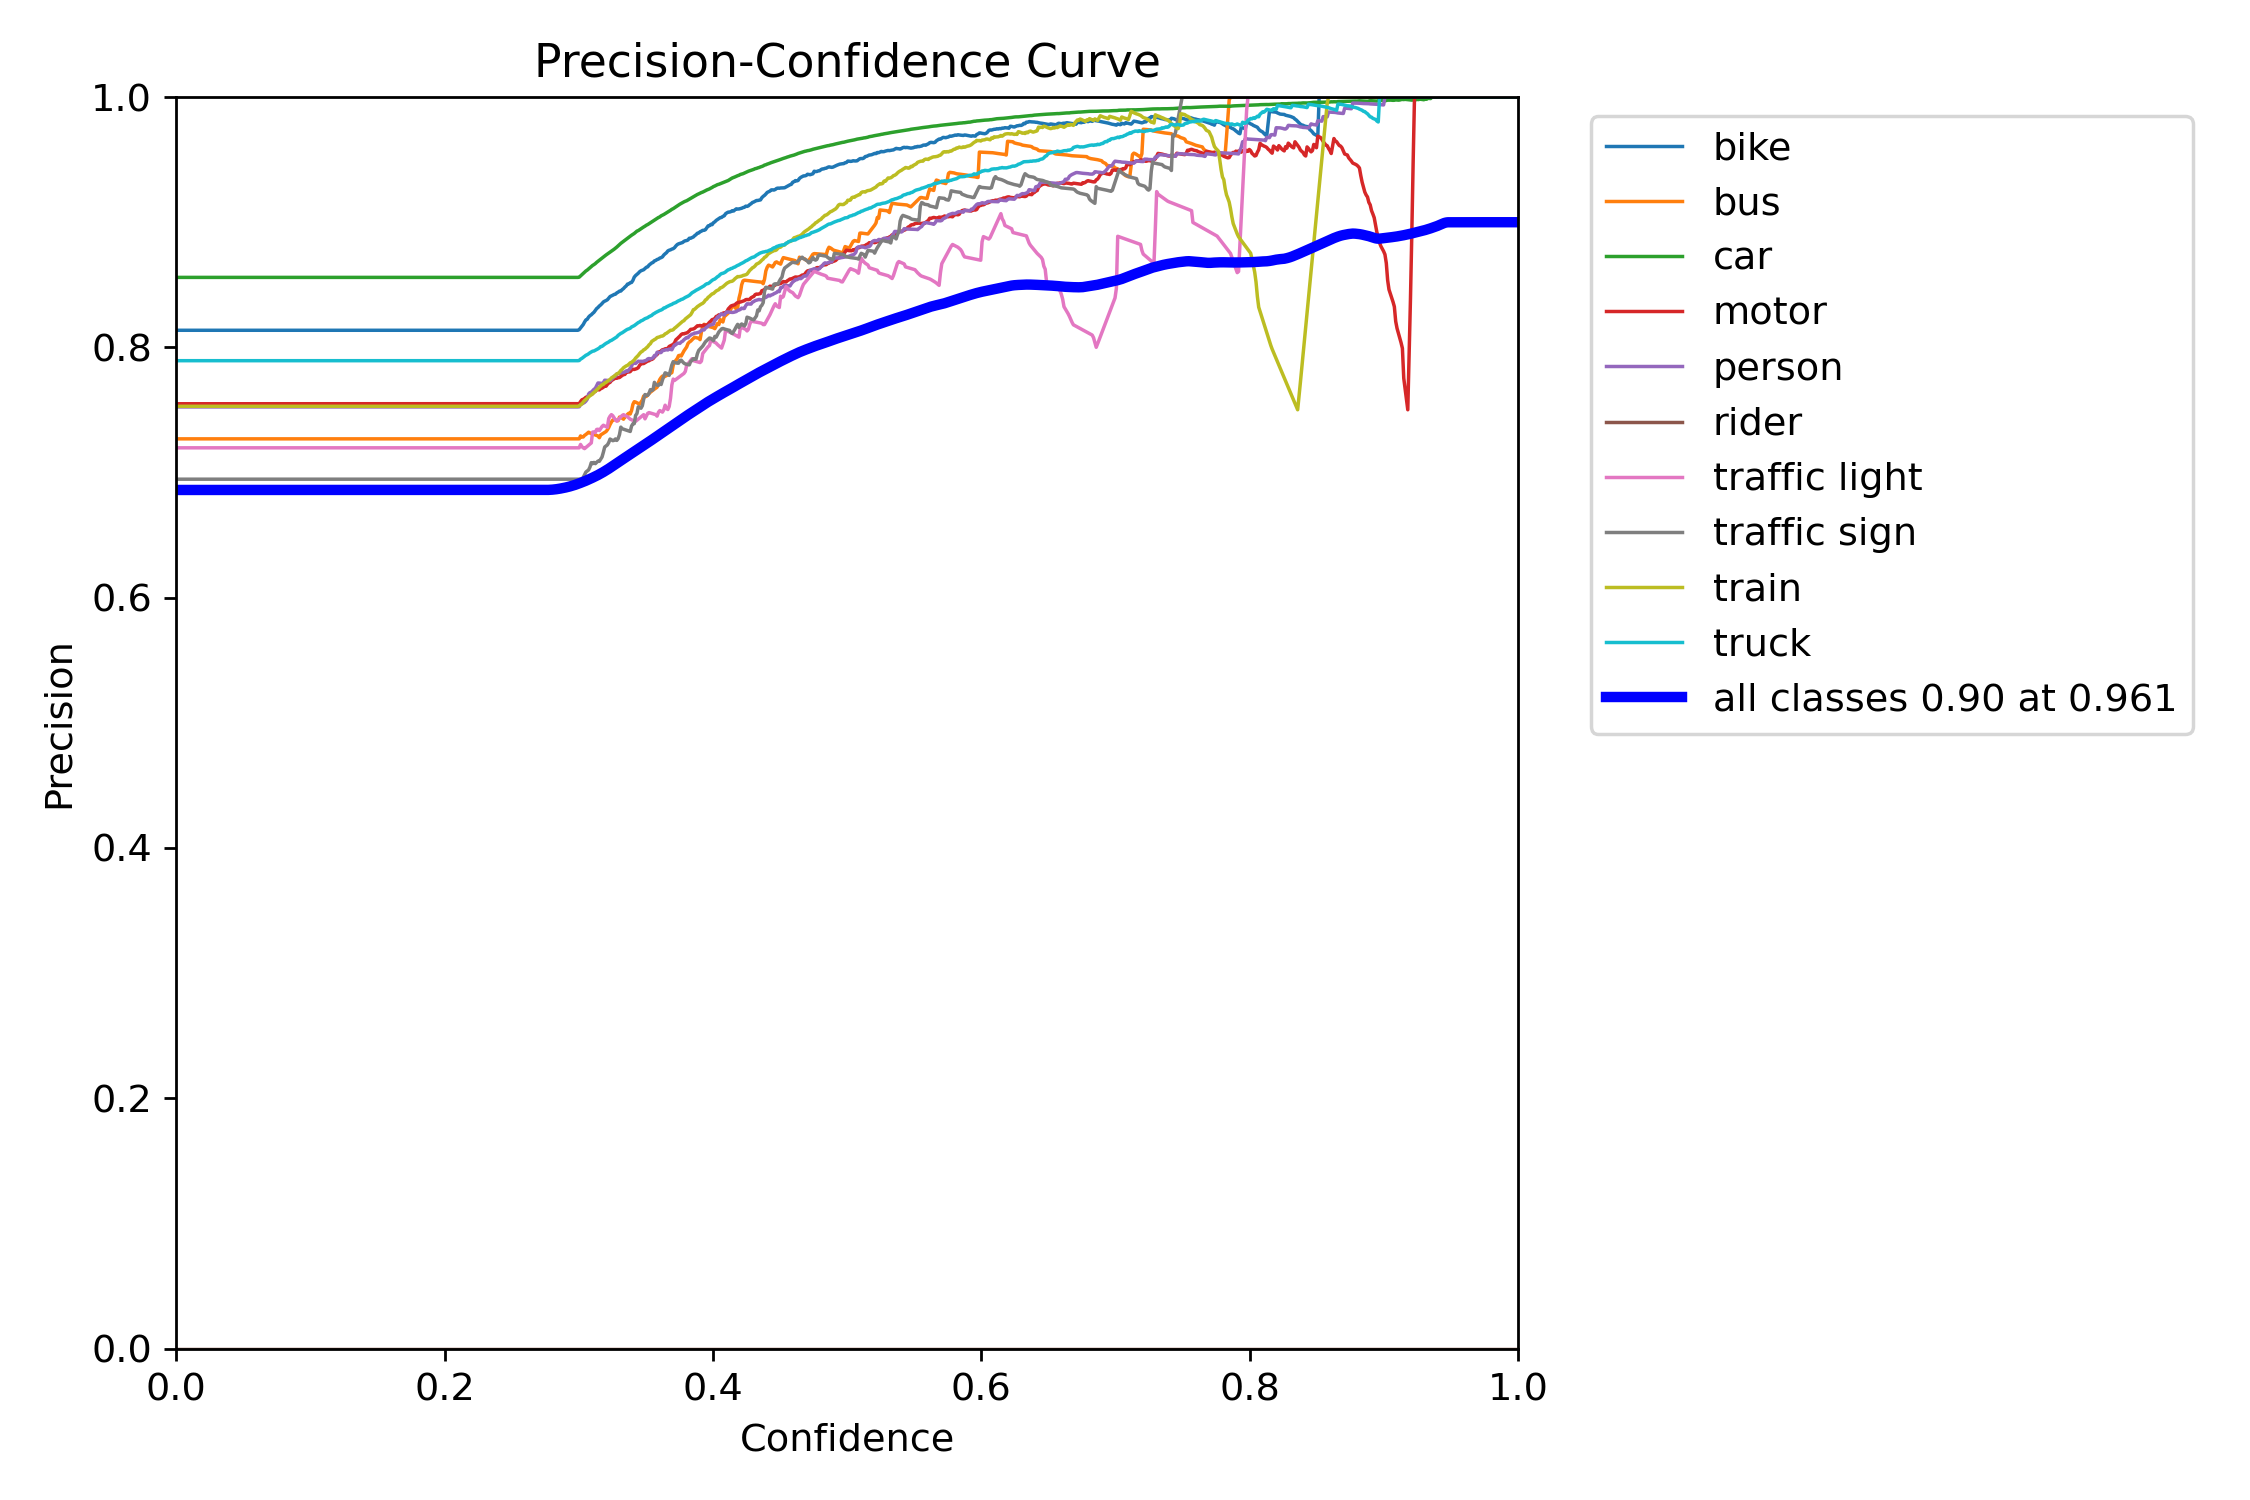 Precision-Confidence Curve
1.0
0.8
0.6
0.4
0.2
0.0
Precision
0.0 0.2 0.4 0.6 0.8 1.0
Confidence
bike
bus
car
motor
person
rider
traffic light
traffic sign
train
truck
all classes 0.90 at 0.961